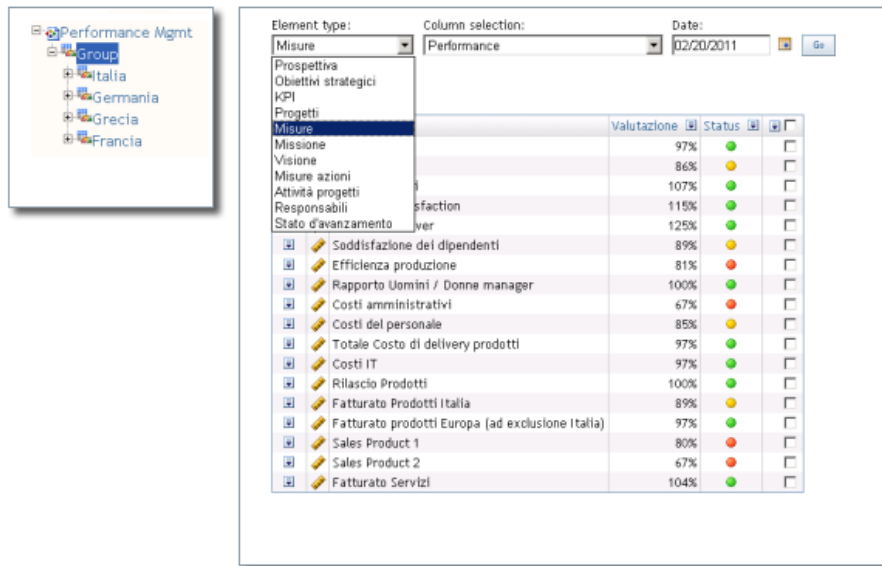 Performance Mgmt
Group
Italia
Germania
Grecia
Francia
Element type: Column selection: Date:
Misure Performance 02/20/2011 Go
Prospettiva
Obiettivi strategici
KPI
Progetti
Misure
Missione
Visione
Misure azioni
Attività progetti
Responsabili
Stato d'avanzamento
Valutazione Status
97%
86%
107%
sfaction 115%
ver 125%
Soddisfazione dei dipendenti 89%
Efficienza produzione 81%
Rapporto Uomini / Donne manager 100%
Costi amministrativi 67%
Costi del personale 85%
Totale Costo di delivery prodotti 97%
Costi IT 97%
Rilascio Prodotti 100%
Fatturato Prodotti Italia 89%
Fatturato prodotti Europa (ad exclusione Italia) 97%
Sales Product 1 80%
Sales Product 2 67%
Fatturato Servizi 104%